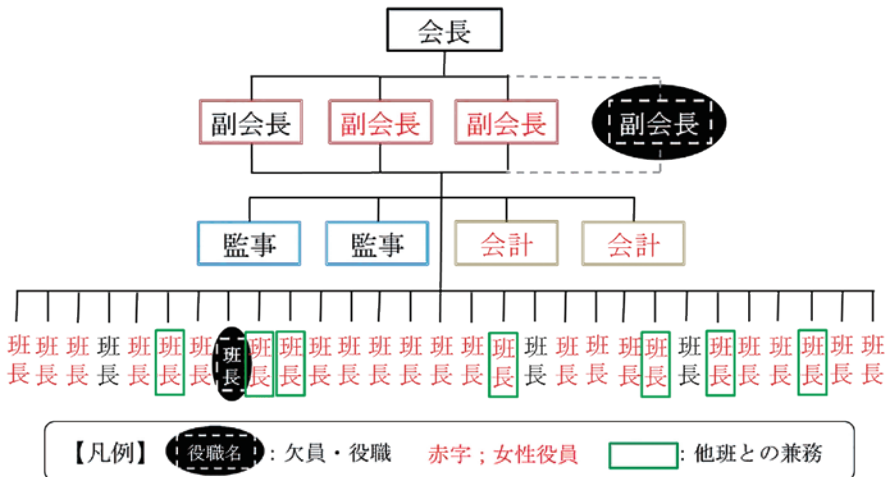 会長
副会長 副会長 副会長 副会長
監事 監事 会計 会計
班長 班長 班長 班長 班長 班長 班長 班長 班長 班長 班長 班長 班長 班長 班長 班長 班長 班長 班長 班長 班長 班長 班長 班長 班長 班長 班長 班長 班長
【凡例】 役職名 : 欠員・役職 赤字 ; 女性役員 : 他班との兼務